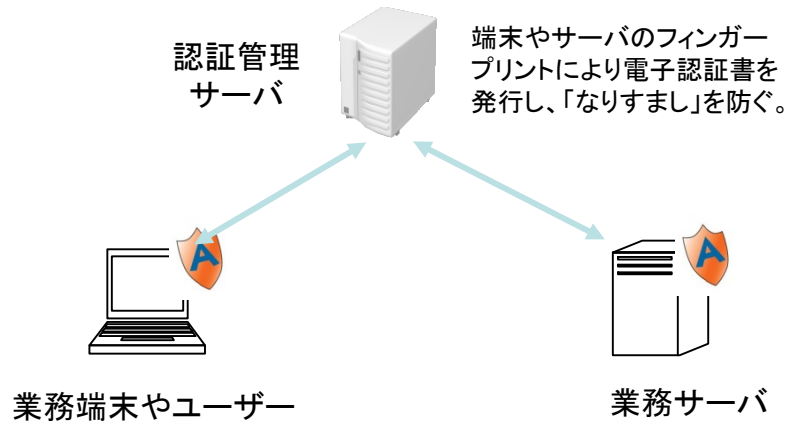 認証管理
サーバ
端末やサーバのフィンガー
プリントにより電子認証書を
発行し、「なりすまし」を防ぐ。
A
A
業務端末やユーザー
業務サーバ